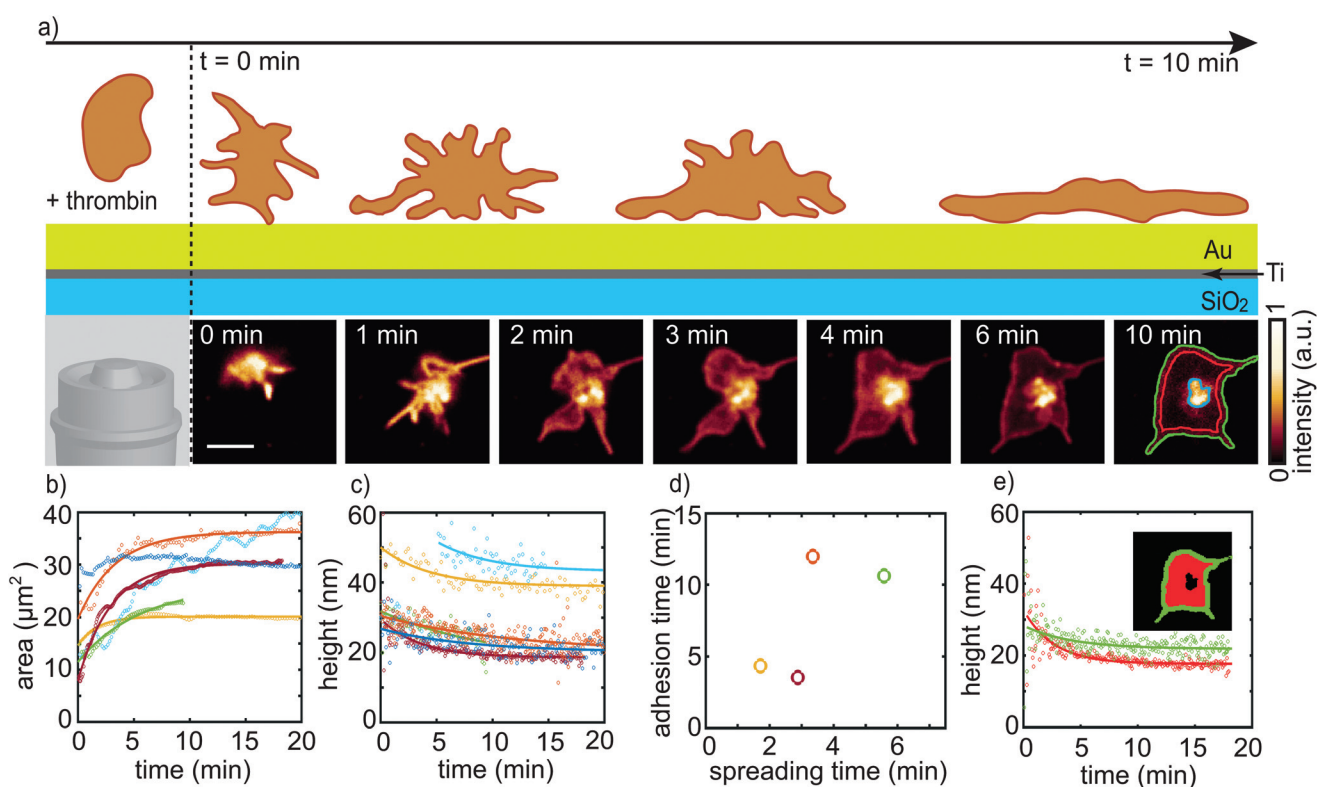 a)
t = 0 min
t = 10 min
+ thrombin
Au
Ti
SiO₂
0 min
1 min
2 min
3 min
4 min
6 min
10 min
0
1
intensity (a.u.)
b)
40
30
20
10
0
area (µm²)
0 5 10 15 20
time (min)
c)
60
40
20
0
height (nm)
0 5 10 15 20
time (min)
d)
15
10
5
0
adhesion time (min)
0 2 4 6
spreading time (min)
e)
60
40
20
0
height (nm)
0 5 10 15 20
time (min)